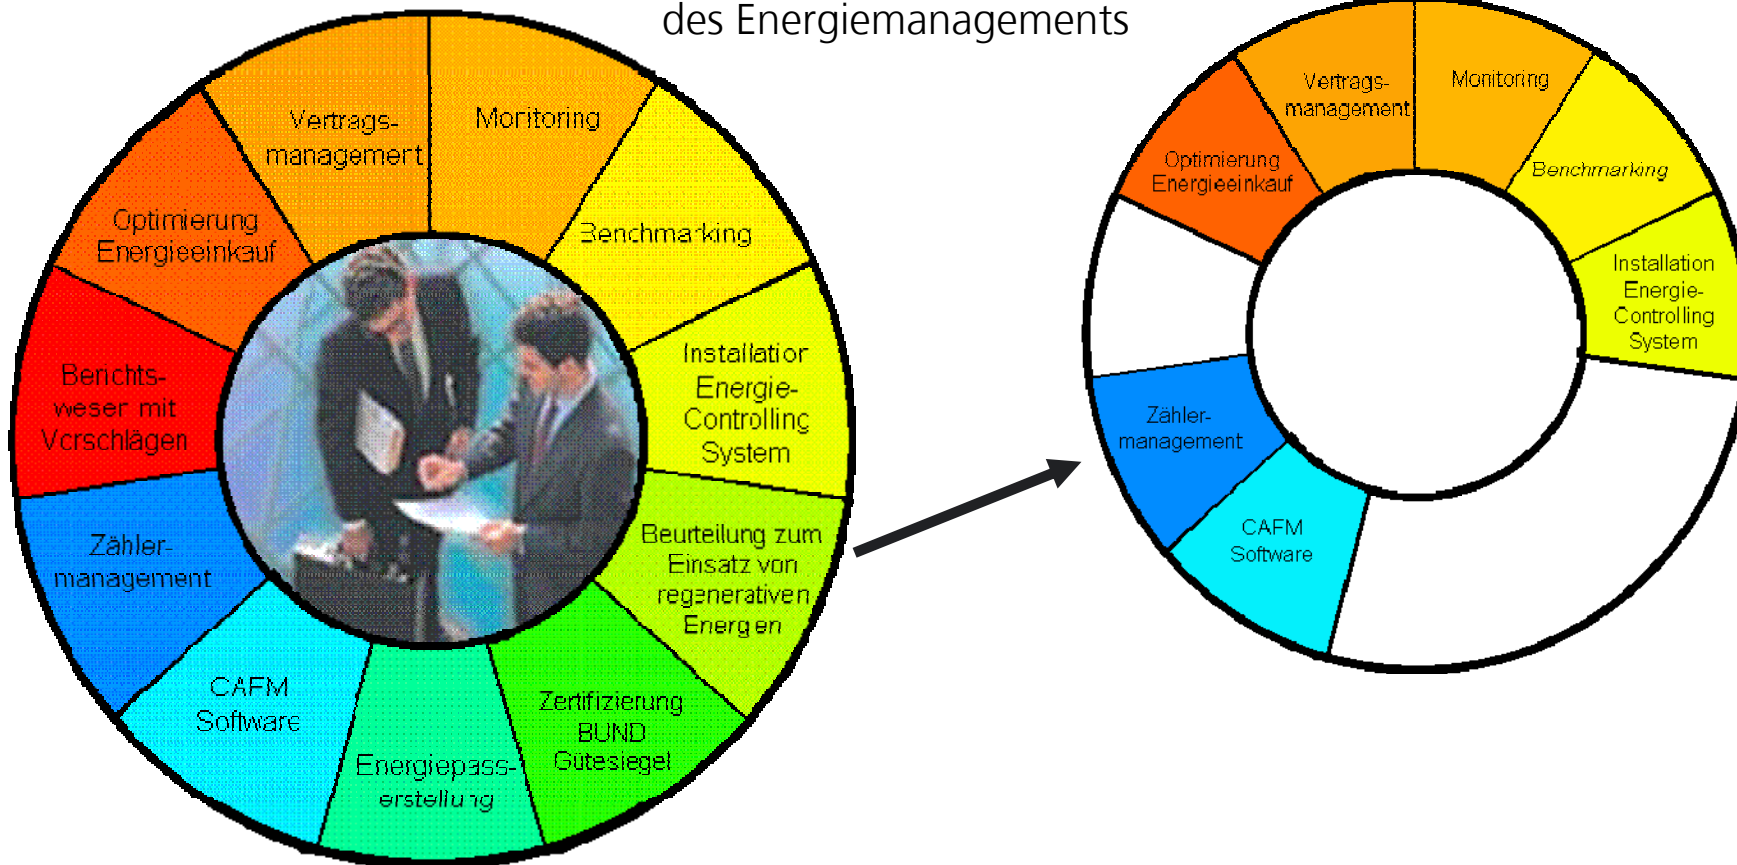 des Energiemanagements
Vertrags-
management
Monitoring
Benchmarking
Installation
Energie-
Controlling
System
Beurteilung zum
Einsatz von
regenerativen
Energien
Zertifizierung
BUND
Gütesiegel
Energiepass-
erstellung
CAFM
Software
Zähler-
management
Berichts-
wesen mit
Vorschlägen
Optimierung
Energieeinkauf
Vertrags-
management
Monitoring
Benchmarking
Installation
Energie-
Controlling
System
CAFM
Software
Zähler-
management
Optimierung
Energieeinkauf